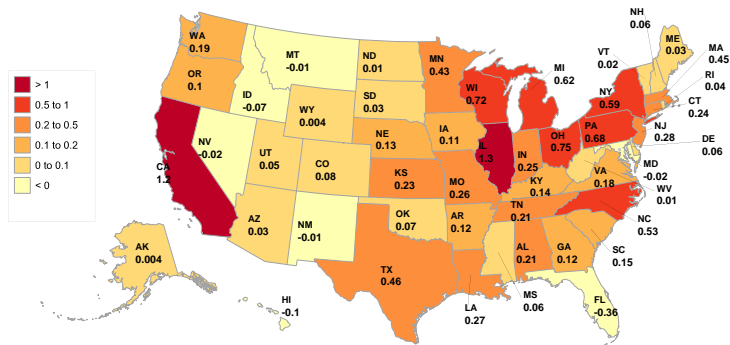 > 1
0.5 to 1
0.2 to 0.5
0.1 to 0.2
0 to 0.1
< 0
WA
0.19
OR
0.1
CA
1.2
NV
-0.02
ID
-0.07
MT
-0.01
WY
0.004
UT
0.05
CO
0.08
AZ
0.03
NM
-0.01
ND
0.01
SD
0.03
NE
0.13
KS
0.23
OK
0.07
TX
0.46
MN
0.43
IA
0.11
MO
0.26
AR
0.12
LA
0.27
WI
0.72
IL
1.3
MI
0.62
IN
0.25
OH
0.75
KY
0.14
TN
0.21
MS
0.06
AL
0.21
GA
0.12
FL
-0.36
SC
0.15
NC
0.53
VA
0.18
WV
0.01
MD
-0.02
DE
0.06
PA
0.68
NJ
0.28
NY
0.59
CT
0.24
RI
0.04
MA
0.45
VT
0.02
NH
0.06
ME
0.03
AK
0.004
HI
-0.1